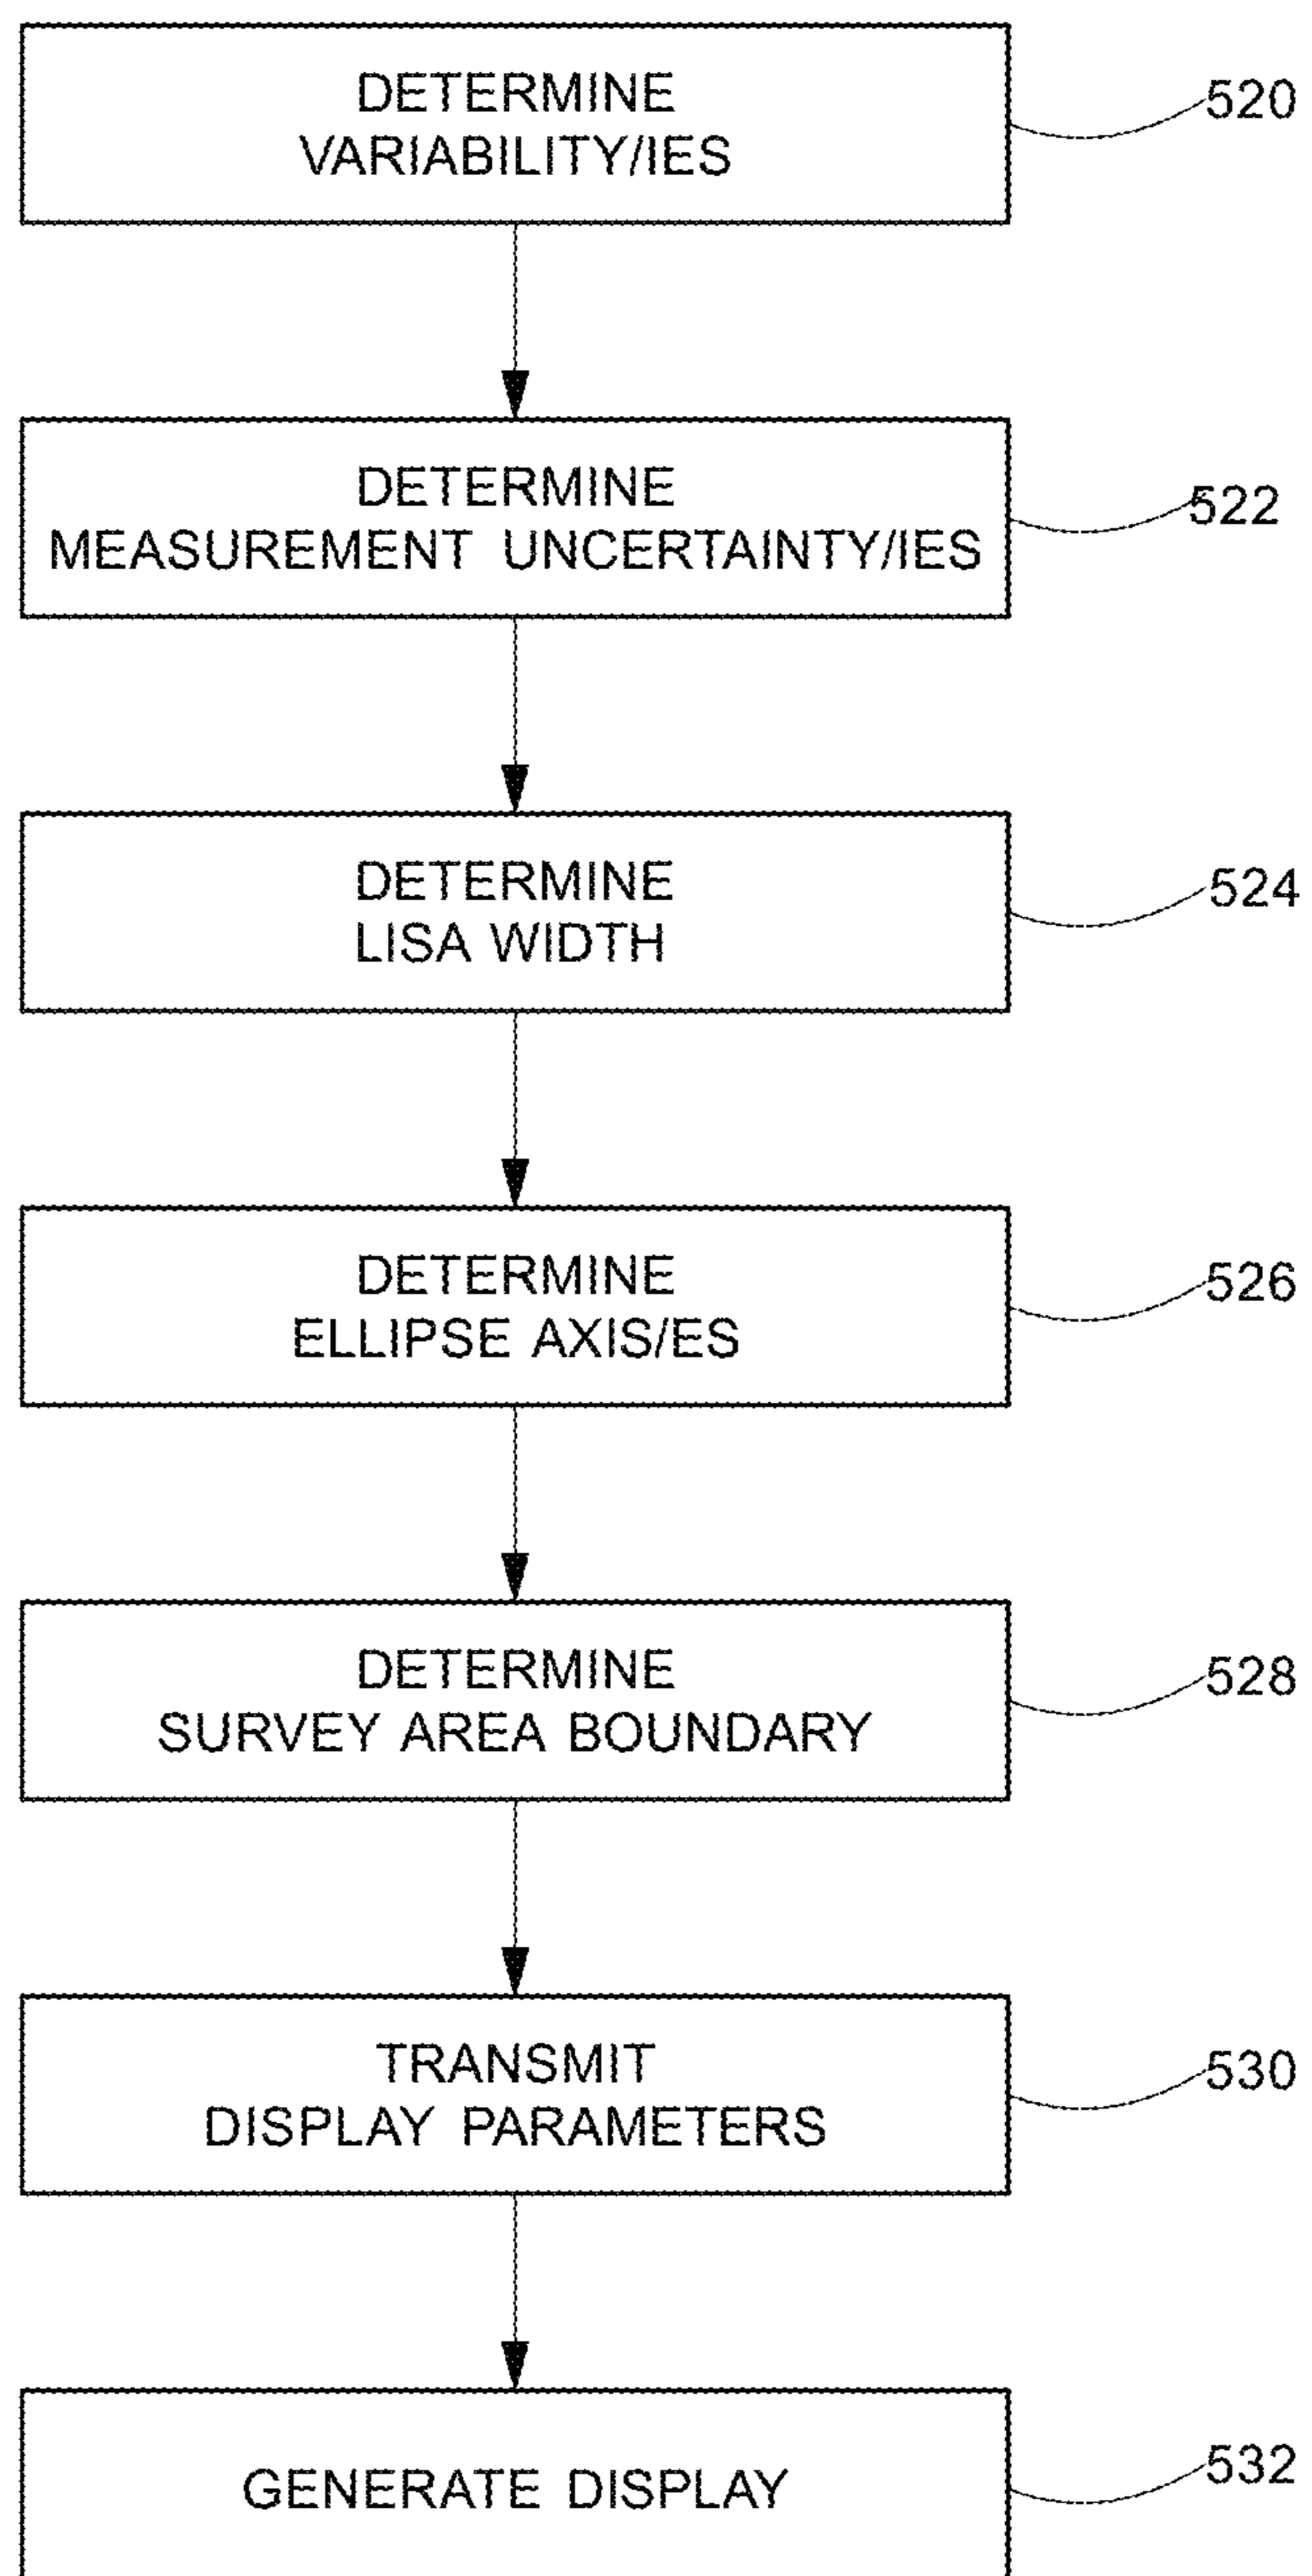 DETERMINE
VARIABILITY/IES
520
DETERMINE
MEASUREMENT UNCERTAINTY/IES
522
DETERMINE
LISA WIDTH
524
DETERMINE
ELLIPSE AXIS/ES
526
DETERMINE
SURVEY AREA BOUNDARY
528
TRANSMIT
DISPLAY PARAMETERS
530
GENERATE DISPLAY
532